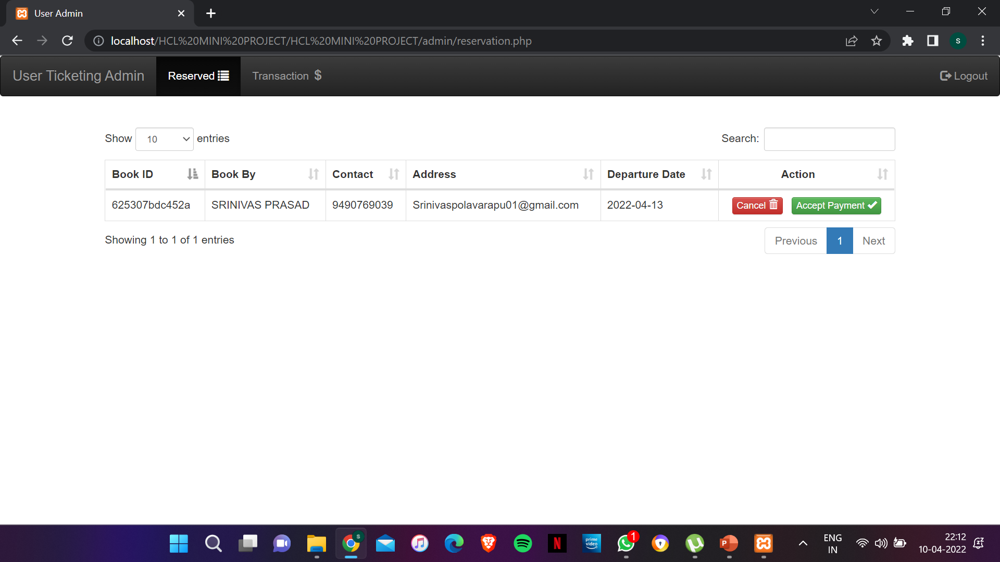 User Admin
localhost/HCL%20MINI%20PROJECT/HCL%20MINI%20PROJECT/admin/reservation.php
S
User Ticketing Admin Reserved Transaction $ Logout
Show 10 entries Search:
Book ID Book By Contact Address Departure Date Action
625307bdc452a SRINIVAS PRASAD 9490769039 Srinivaspolavarapu01@gmail.com 2022-04-13 Cancel Accept Payment
Showing 1 to 1 of 1 entries Previous 1 Next
S
N
prime video
1
P
ENG
IN
22:12
10-04-2022